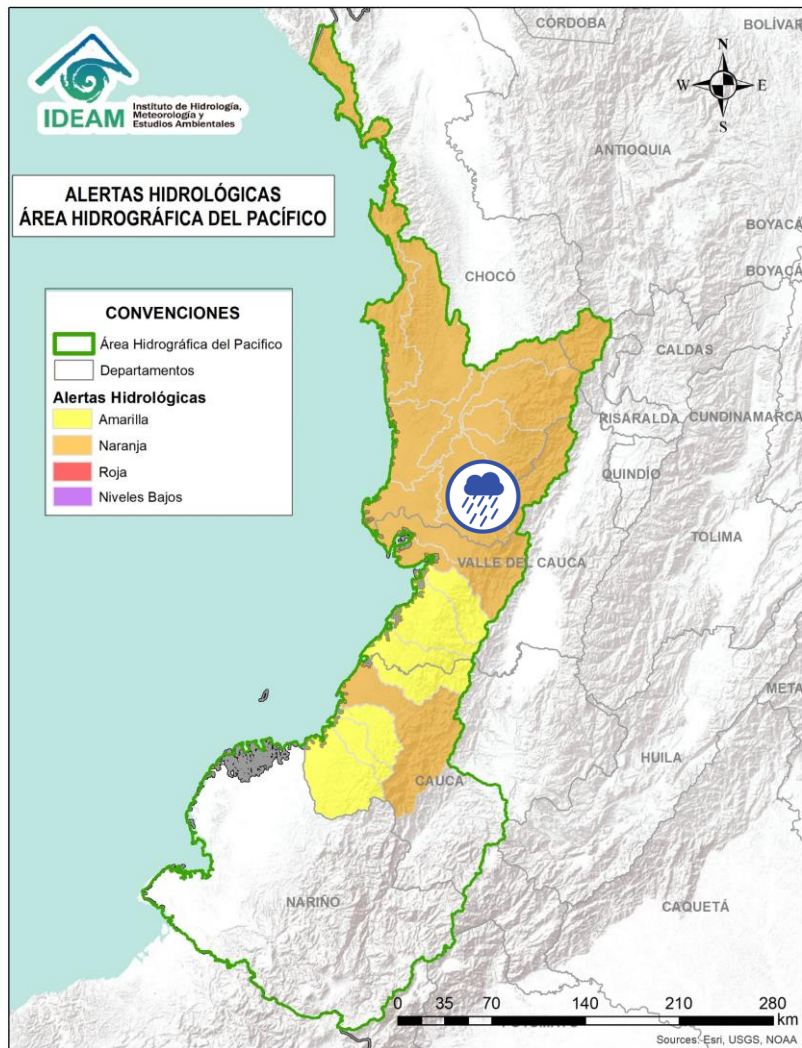 IDEAM
Instituto de Hidrología,
Meteorología y
Estudios Ambientales
ALERTAS HIDROLÓGICAS
ÁREA HIDROGRÁFICA DEL PACÍFICO
CONVENCIONES
Área Hidrográfica del Pacifico
Departamentos
Alertas Hidrológicas
Amarilla
Naranja
Roja
Niveles Bajos
CÓRDOBA
BOLÍVAR
N
W
E
S
ANTIOQUIA
BOYACÁ
BOYACÁ
CHOCÓ
CALDAS
RISARALDA
CUNDINAMARCA
QUINDÍO
TOLIMA
VALLE DEL CAUCA
META
HUILA
CAUCA
NARIÑO
CAQUETÁ
0 35 70 140 210 280
km
Sources: Esri, USGS, NOAA